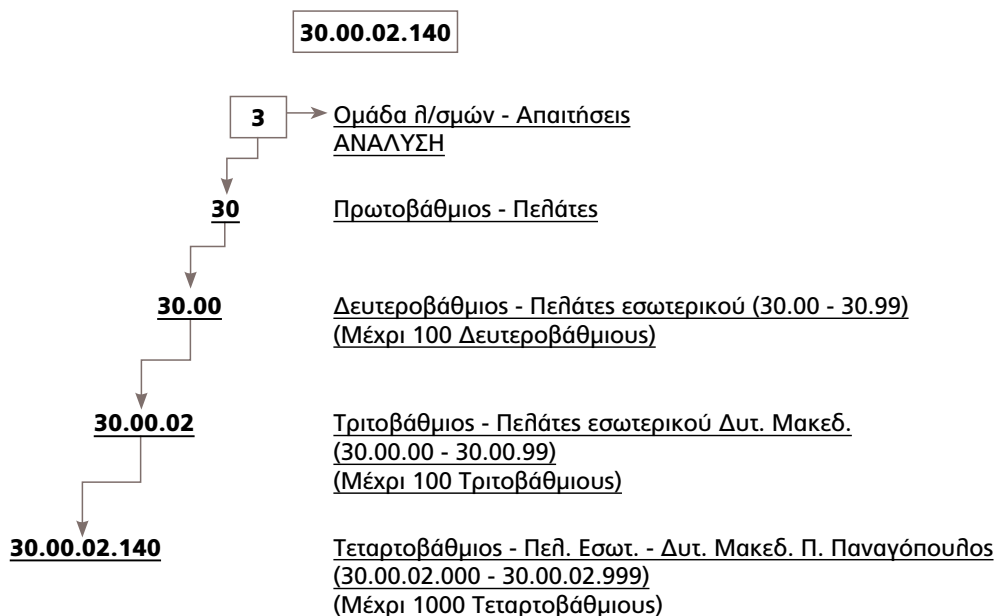 30.00.02.140
3 Ομάδα λ/σμών - Απαιτήσεις
ΑΝΑΛΥΣΗ
30 Πρωτοβάθμιος - Πελάτες
30.00 Δευτεροβάθμιος - Πελάτες εσωτερικού (30.00 - 30.99)
(Μέχρι 100 Δευτεροβάθμιους)
30.00.02 Τριτοβάθμιος - Πελάτες εσωτερικού Δυτ. Μακεδ.
(30.00.00 - 30.00.99)
(Μέχρι 100 Τριτοβάθμιους)
30.00.02.140 Τεταρτοβάθμιος - Πελ. Εσωτ. - Δυτ. Μακεδ. Π. Παναγόπουλος
(30.00.02.000 - 30.00.02.999)
(Μέχρι 1000 Τεταρτοβάθμιους)